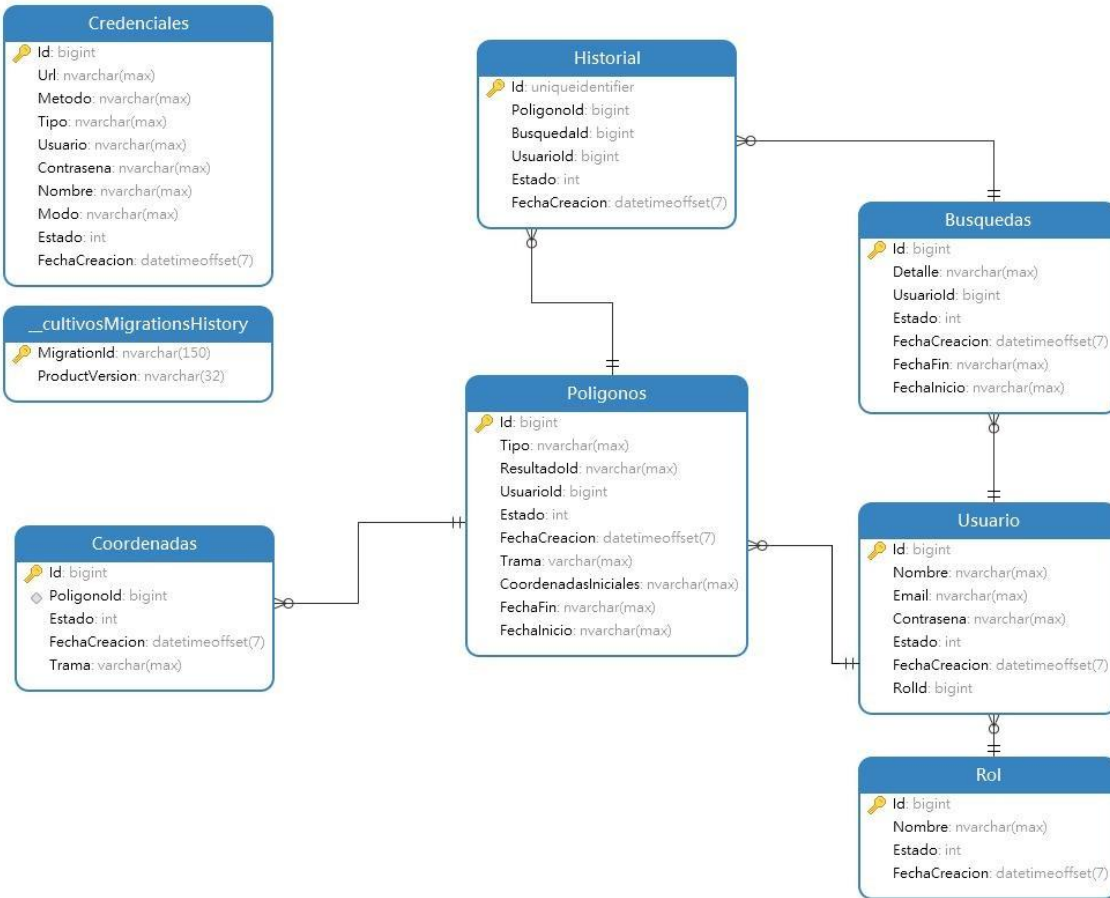 Credenciales
Id: bigint
Url: nvarchar(max)
Metodo: nvarchar(max)
Tipo: nvarchar(max)
Usuario: nvarchar(max)
Contrasena: nvarchar(max)
Nombre: nvarchar(max)
Modo: nvarchar(max)
Estado: int
FechaCreacion: datetimeoffset(7)
__cultivosMigrationsHistory
MigrationId: nvarchar(150)
ProductVersion: nvarchar(32)
Historial
Id: uniqueidentifier
PoligonoId: bigint
BusquedaId: bigint
UsuarioId: bigint
Estado: int
FechaCreacion: datetimeoffset(7)
Busquedas
Id: bigint
Detalle: nvarchar(max)
UsuarioId: bigint
Estado: int
FechaCreacion: datetimeoffset(7)
FechaFin: nvarchar(max)
FechaInicio: nvarchar(max)
Poligonos
Id: bigint
Tipo: nvarchar(max)
ResultadoId: nvarchar(max)
UsuarioId: bigint
Estado: int
FechaCreacion: datetimeoffset(7)
Trama: varchar(max)
CoordenadasIniciales: nvarchar(max)
FechaFin: nvarchar(max)
FechaInicio: nvarchar(max)
Coordenadas
Id: bigint
PoligonoId: bigint
Estado: int
FechaCreacion: datetimeoffset(7)
Trama: varchar(max)
Usuario
Id: bigint
Nombre: nvarchar(max)
Email: nvarchar(max)
Contrasena: nvarchar(max)
Estado: int
FechaCreacion: datetimeoffset(7)
RolId: bigint
Rol
Id: bigint
Nombre: nvarchar(max)
Estado: int
FechaCreacion: datetimeoffset(7)